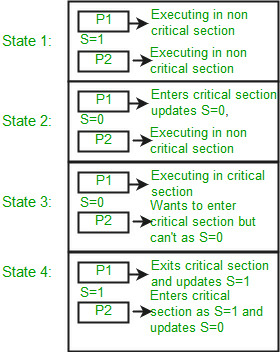 State 1:
P1
Executing in non
critical section
S=1
P2
Executing in non
critical section
State 2:
P1
Enters critical section
updates S=0,
S=0
P2
Executing in non
critical section
State 3:
P1
Executing in critical
section
S=0
P2
Wants to enter
critical section but
can't as S=0
State 4:
P1
Exits critical section
and updates S=1
S=1
P2
Enters critical
section as S=1 and
updates S=0